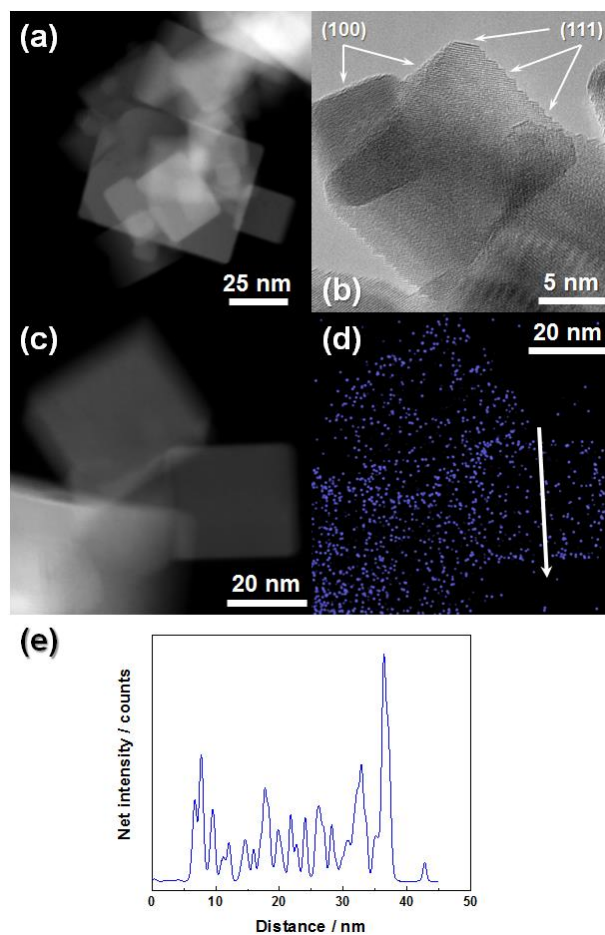 (a)
25 nm
(100)
(111)
(b)
5 nm
(c)
20 nm
(d)
20 nm
(e)
Net intensity / counts
0 10 20 30 40 50
Distance / nm